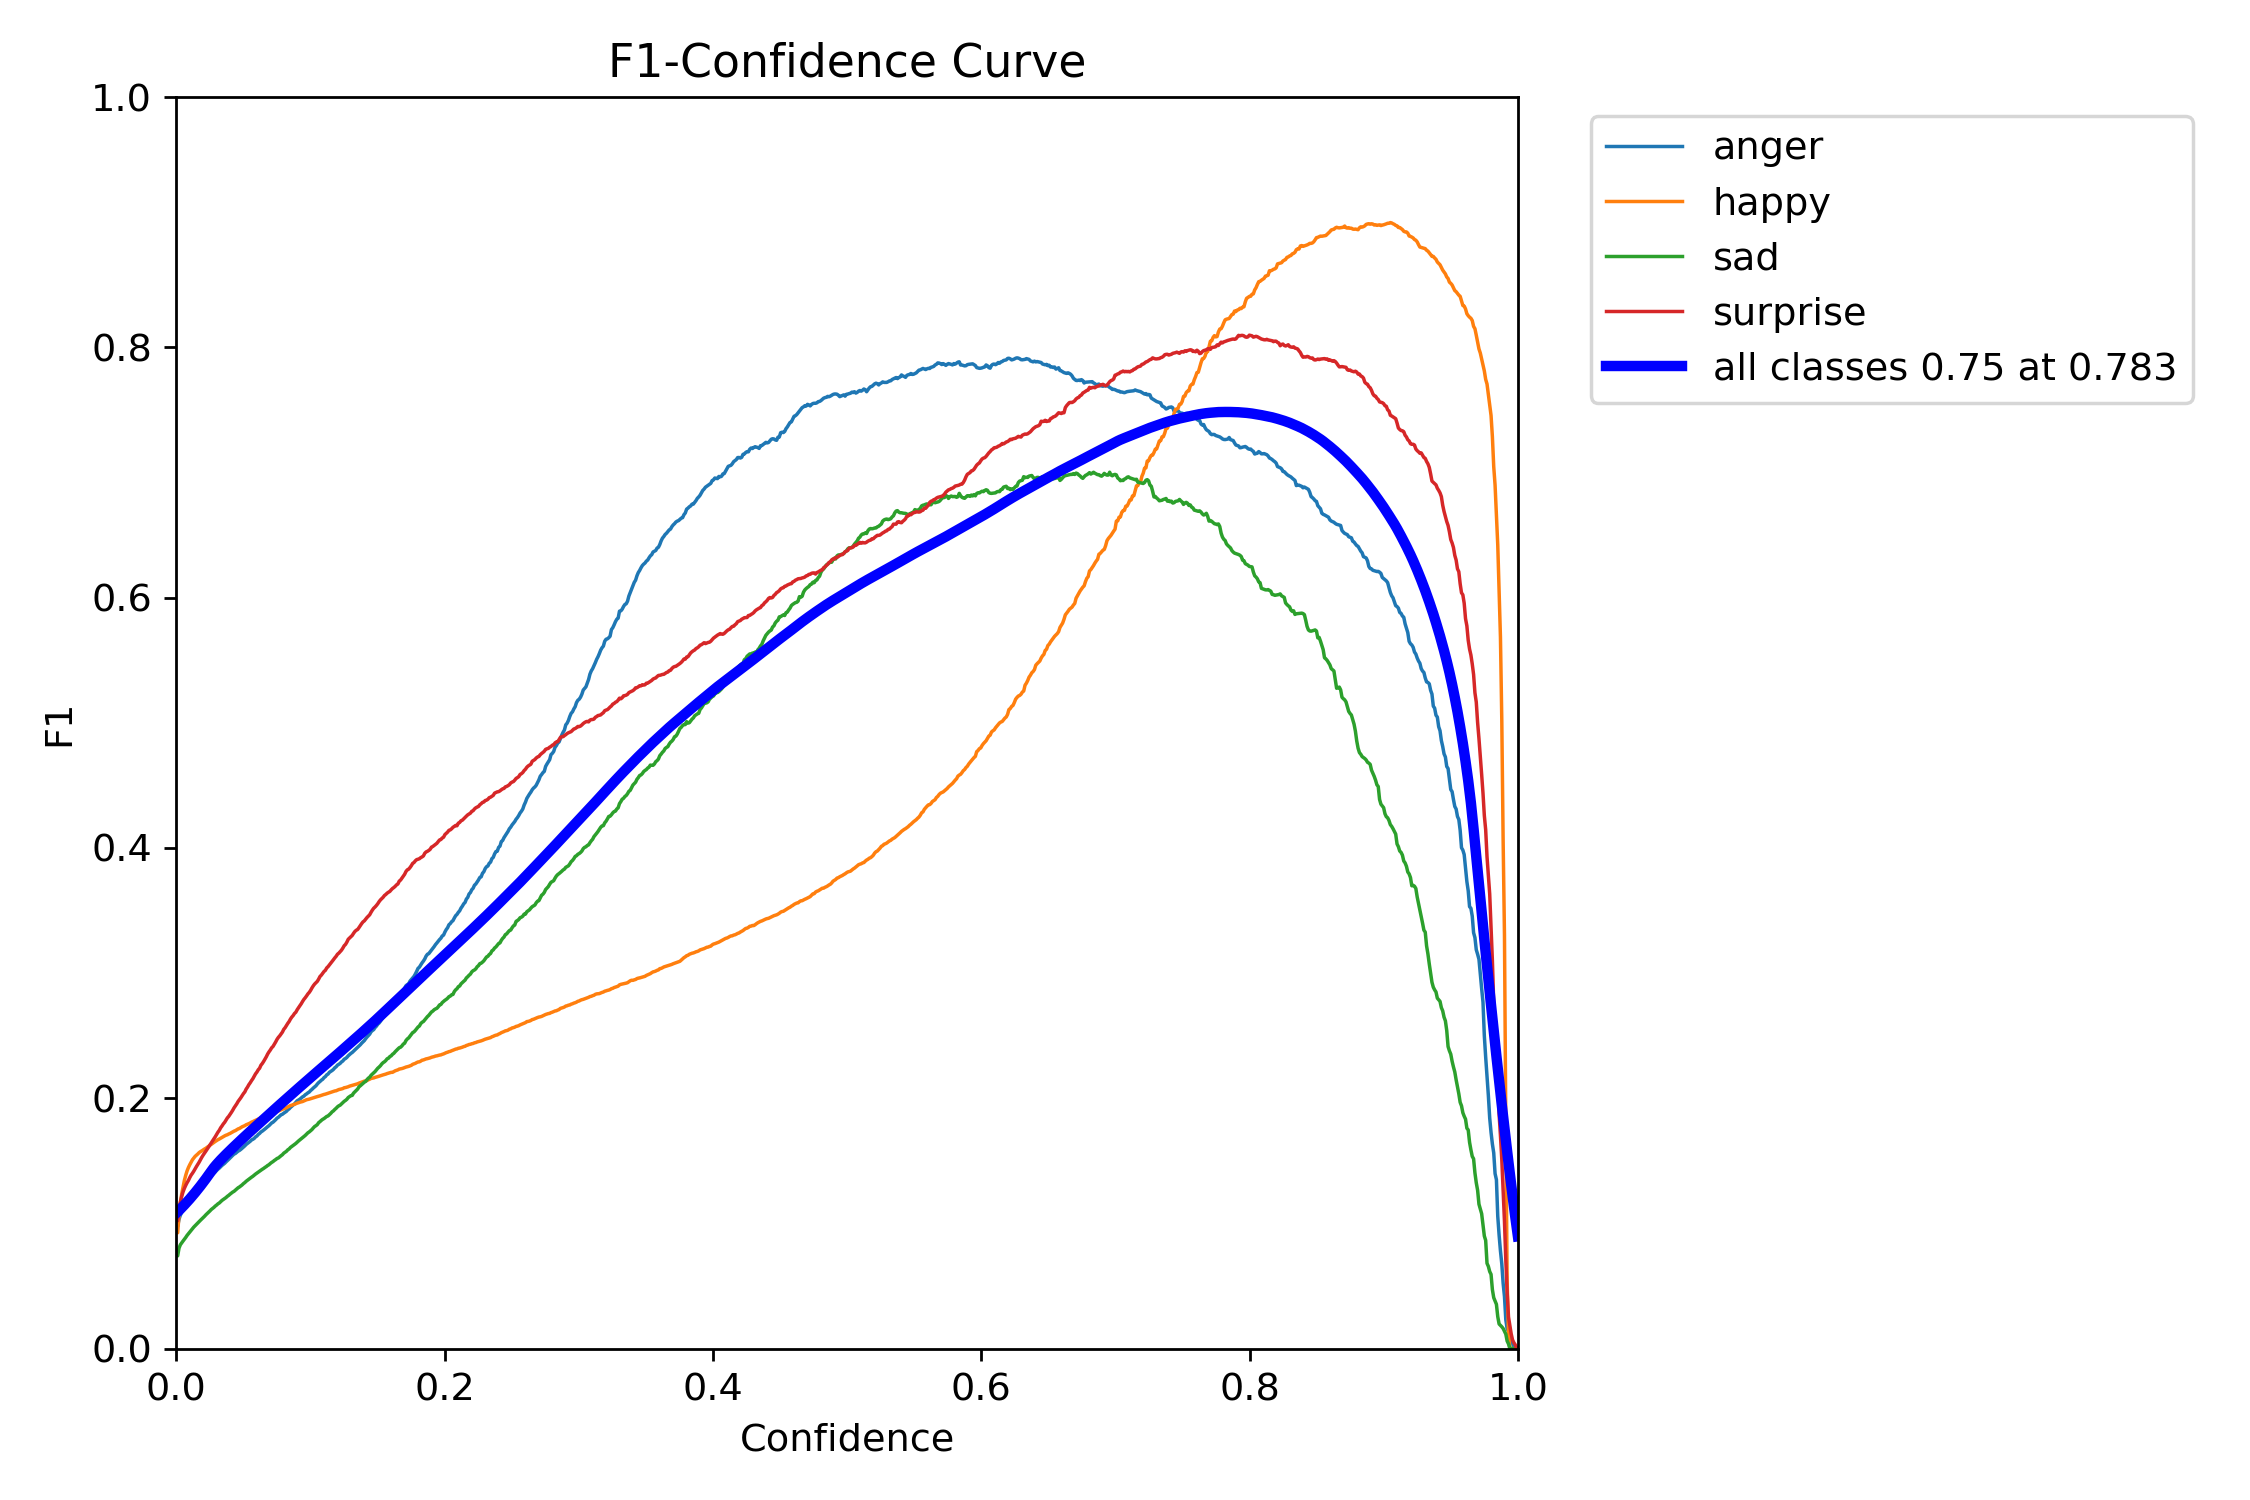 F1-Confidence Curve
1.0
0.8
0.6
0.4
0.2
0.0
F1
0.0 0.2 0.4 0.6 0.8 1.0
Confidence
anger
happy
sad
surprise
all classes 0.75 at 0.783